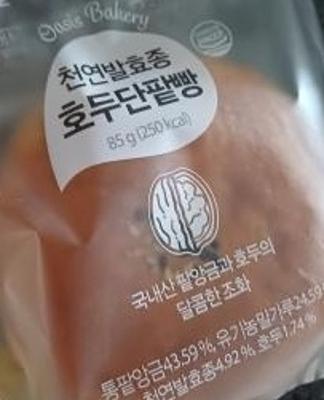 Oasis Bakery
천연발효종
호두단팥빵
85 g (250 kcal)
국내산 팥앙금과 호두의
달콤한 조화
통팥앙금43.59%, 유기농밀가루24.59
천연발효종4.92%, 호두1.74%